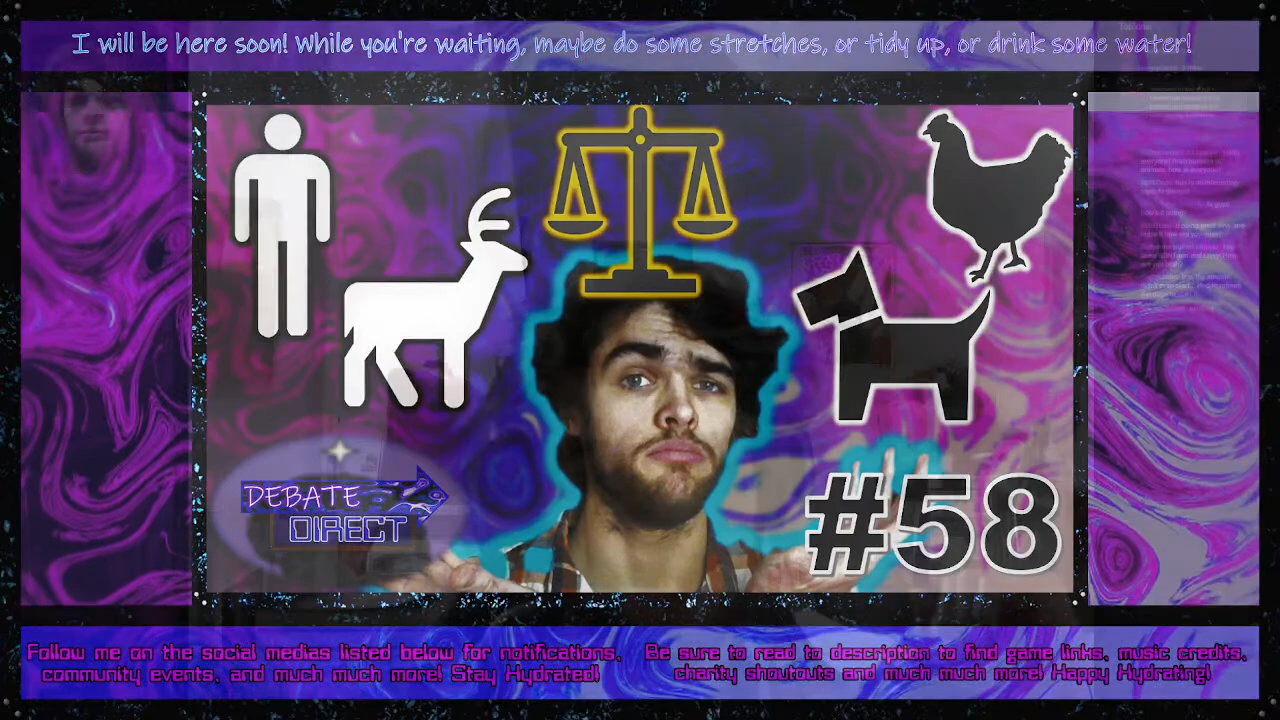 I will be here soon! While you're waiting, maybe do some stretches, or tidy up, or drink some water!
DEBATE
DIRECT
#58
Follow me on the social medias listed below for notifications,
community events, and much much more! Stay Hydrated!
Be sure to read to description to find game links, music credits,
charity shoutouts and much much more! Happy Hydrating!